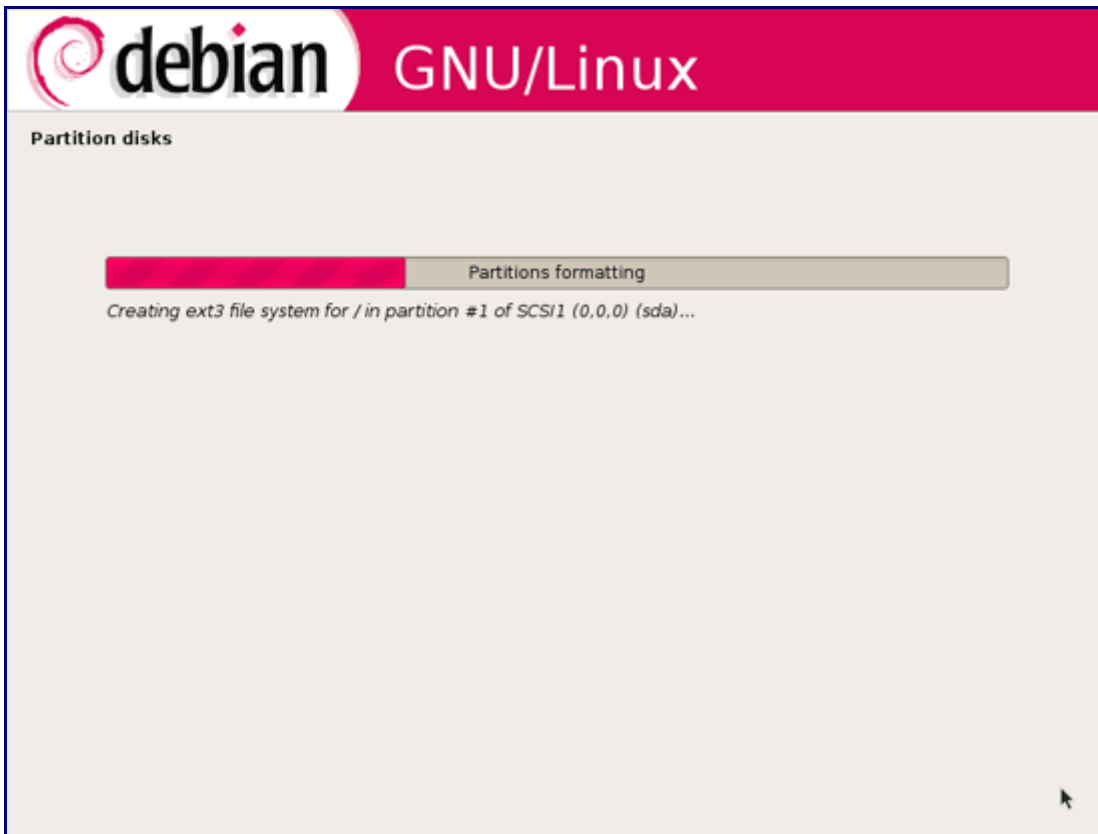 debian GNU/Linux
Partition disks
Partitions formatting
Creating ext3 file system for / in partition #1 of SCSI1 (0,0,0) (sda)...